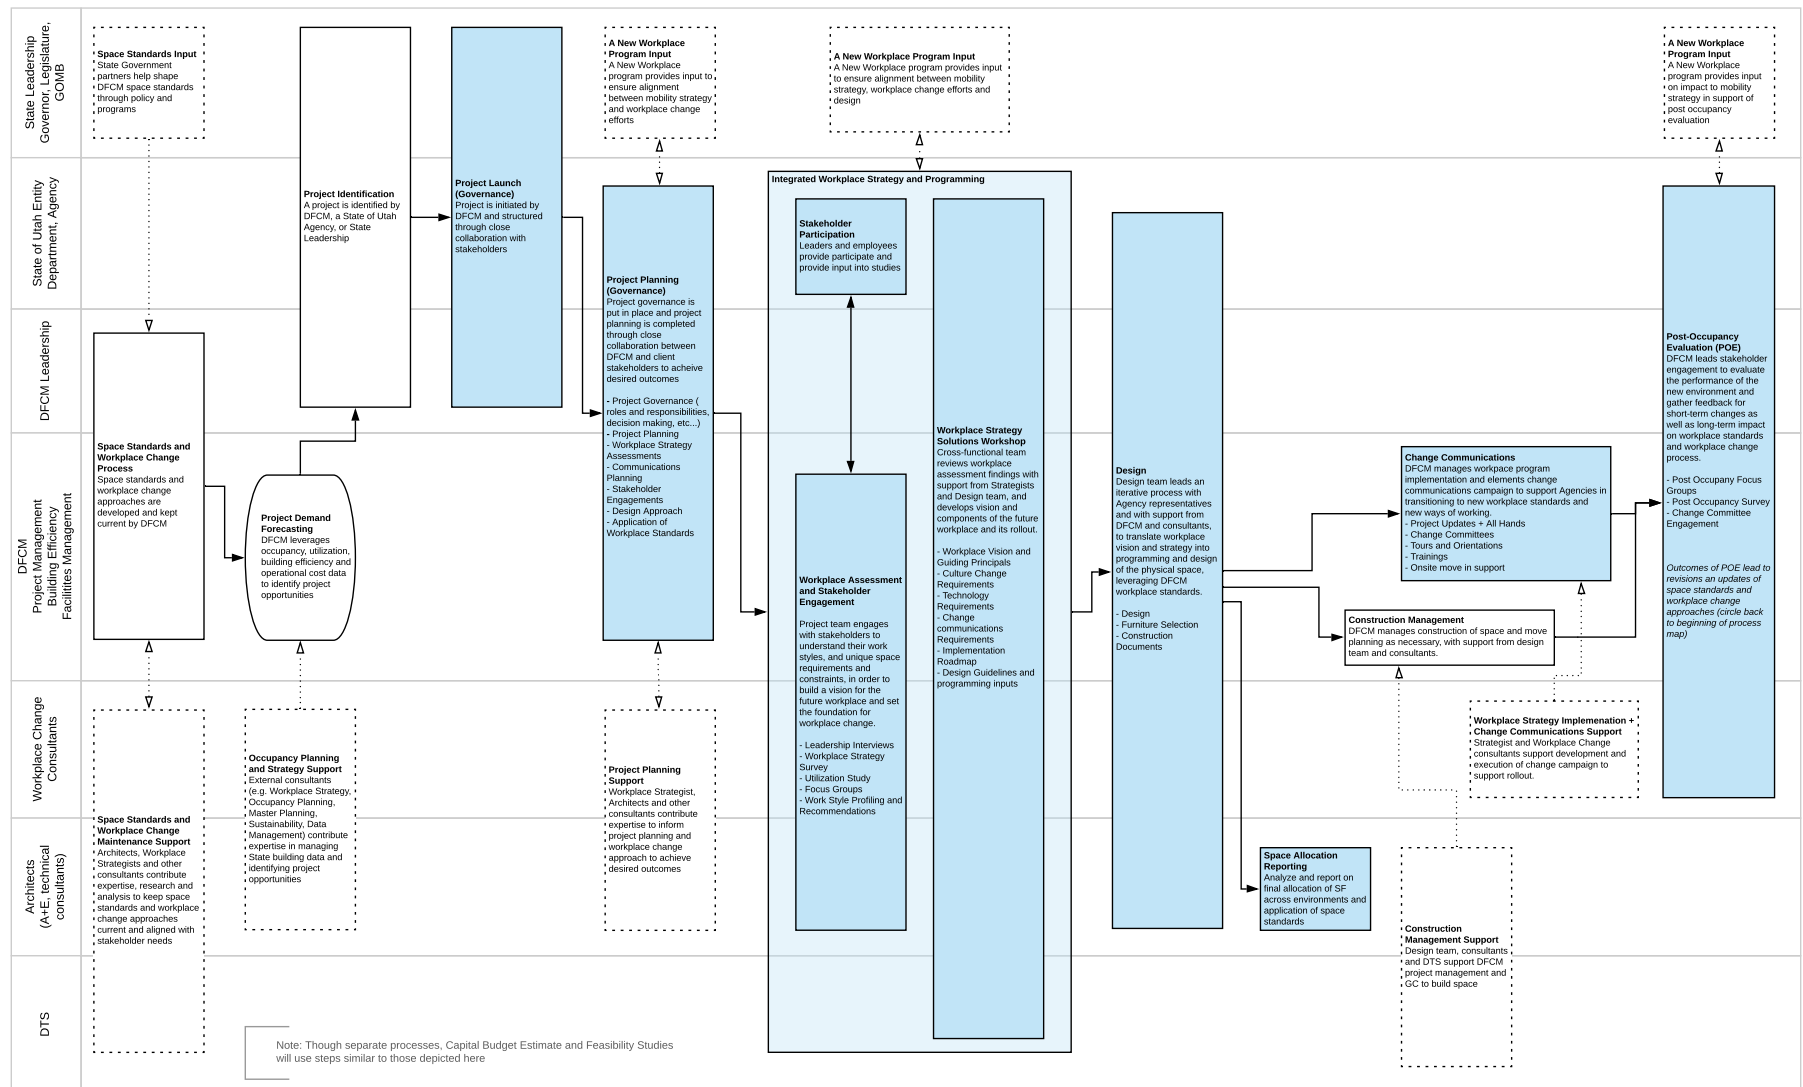 State Leadership
Governor, Legislature,
GOMB
State of Utah Entity
Department, Agency
DFCM Leadership
DFCM
Project Management
Building Efficiency
Facilites Management
Workplace Change
Consultants
Architects
(A+E, technical
consultants)
DTS
Space Standards Input
State Government
partners help shape
DFCM space standards
through policy and
programs
Space Standards and
Workplace Change
Process
Space standards and
workplace change
approaches are
developed and kept
current by DFCM
Space Standards and
Workplace Change
Maintenance Support
Architects, Workplace
Strategists and other
consultants contribute
expertise, research and
analysis to keep space
standards and workplace
change approaches
current and aligned with
stakeholder needs
Project Demand
Forecasting
DFCM leverages
occupancy, utilization,
building efficiency and
operational cost data
to identify project
opportunities
Occupancy Planning
and Strategy Support
External consultants
(e.g. Workplace Strategy,
Occupancy Planning,
Master Planning,
Sustainability, Data
Management) contribute
expertise in managing
State building data and
identifying project
opportunities
Note: Though separate processes, Capital Budget Estimate and Feasibility Studies
will use steps similar to those depicted here
Project Identification
A project is identified by
DFCM, a State of Utah
Agency, or State
Leadership
Project Launch
(Governance)
Project is initiated by
DFCM and structured
through close
collaboration with
stakeholders
A New Workplace
Program Input
A New Workplace
program provides input to
ensure alignment
between mobility strategy
and workplace change
efforts
Project Planning
(Governance)
Project governance is
put in place and project
planning is completed
through close
collaboration between
DFCM and client
stakeholders to acheive
desired outcomes
- Project Governance (
roles and responsibilities,
decision making, etc...)
- Project Planning
- Workplace Strategy
Assessments
- Communications
Planning
- Stakeholder
Engagements
- Design Approach
- Application of
Workplace Standards
Project Planning
Support
Workplace Strategist,
Architects and other
consultants contribute
expertise to inform
project planning and
workplace change
approach to achieve
desired outcomes
A New Workplace Program Input
A New Workplace program provides input
to ensure alignment between mobility
strategy, workplace change efforts and
design
Integrated Workplace Strategy and Programming
Stakeholder
Participation
Leaders and employees
provide participate and
provide input into studies
Workplace Assessment
and Stakeholder
Engagement
Project team engages
with stakeholders to
understand their work
styles, and unique space
requirements and
constraints, in order to
build a vision for the
future workplace and set
the foundation for
workplace change.
- Leadership Interviews
- Workplace Strategy
Survey
- Utilization Study
- Focus Groups
- Work Style Profiling and
Recommendations
Workplace Strategy
Solutions Workshop
Cross-functional team
reviews workplace
assessment findings with
support from Strategists
and Design team, and
develops vision and
components of the future
workplace and its rollout.
- Workplace Vision and
Guiding Principals
- Culture Change
Requirements
- Technology
Requirements
- Change
communications
Requirements
- Implementation
Roadmap
- Design Guidelines and
programming inputs
Design
Design team leads an
iterative process with
Agency representatives
and with support from
DFCM and consultants,
to translate workplace
vision and strategy into
programming and design
of the physical space,
leveraging DFCM
workplace standards.
- Design
- Furniture Selection
- Construction
Documents
Space Allocation
Reporting
Analyze and report on
final allocation of SF
across environments and
application of space
standards
Change Communications
DFCM manages workpace program
implementation and elements change
communications campaign to support Agencies in
transitioning to new workplace standards and
new ways of working.
- Project Updates + All Hands
- Change Committees
- Tours and Orientations
- Trainings
- Onsite move in support
Construction Management
DFCM manages construction of space and move
planning as necessary, with support from design
team and consultants.
Workplace Strategy Implemenation +
Change Communications Support
Strategist and Workplace Change
consultants support development and
execution of change campaign to
support rollout.
Construction
Management Support
Design team, consultants
and DTS support DFCM
project management and
GC to build space
A New Workplace
Program Input
A New Workplace
program provides input
on impact to mobility
strategy in support of
post occupancy
evaluation
Post-Occupancy
Evaluation (POE)
DFCM leads stakeholder
engagement to evaluate
the performance of the
new environment and
gather feedback for
short-term changes as
well as long-term impact
on workplace standards
and workplace change
process.
- Post Occupany Focus
Groups
- Post Occupancy Survey
- Change Committee
Engagement
Outcomes of POE lead to
revisions an updates of
space standards and
workplace change
approaches (circle back
to beginning of process
map)